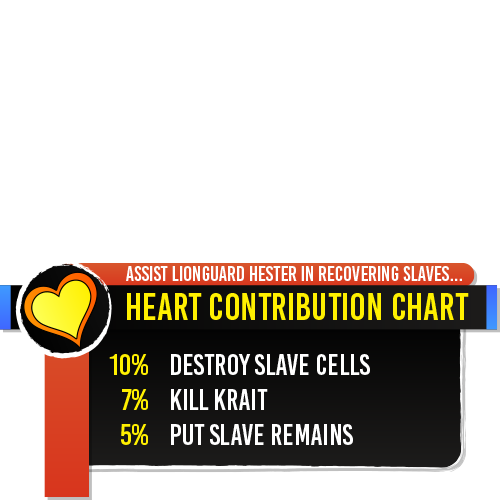 ASSIST LIONGUARD HESTER IN RECOVERING SLAVES...
HEART CONTRIBUTION CHART
10% DESTROY SLAVE CELLS
7% KILL KRAIT
5% PUT SLAVE REMAINS